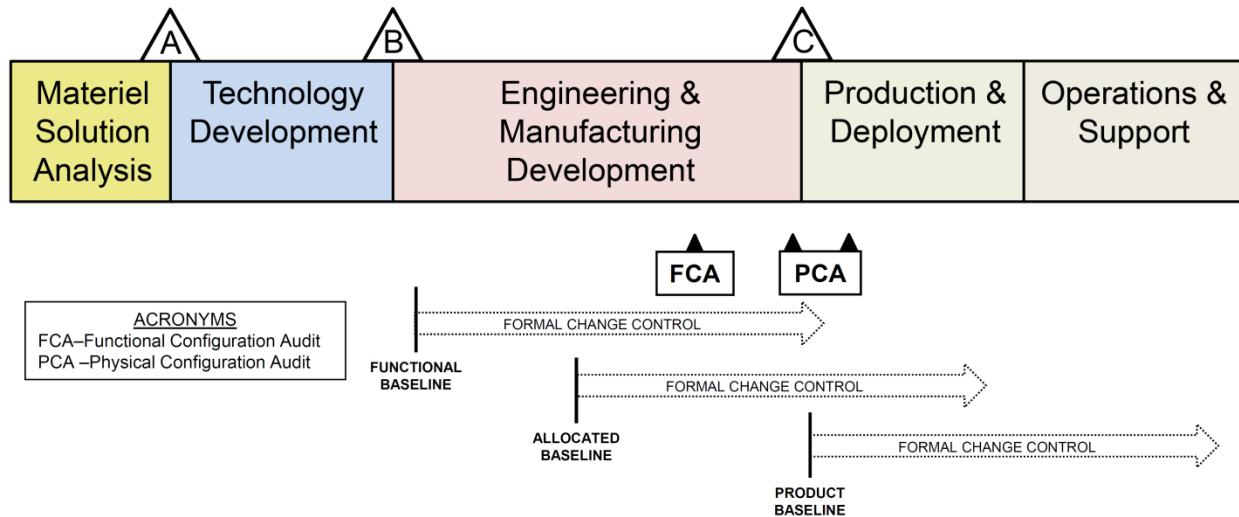 A
B
C
Materiel
Solution
Analysis
Technology
Development
Engineering &
Manufacturing
Development
Production &
Deployment
Operations &
Support
FCA
PCA
ACRONYMS
FCA–Functional Configuration Audit
PCA –Physical Configuration Audit
FORMAL CHANGE CONTROL
FUNCTIONAL
BASELINE
FORMAL CHANGE CONTROL
ALLOCATED
BASELINE
FORMAL CHANGE CONTROL
PRODUCT
BASELINE